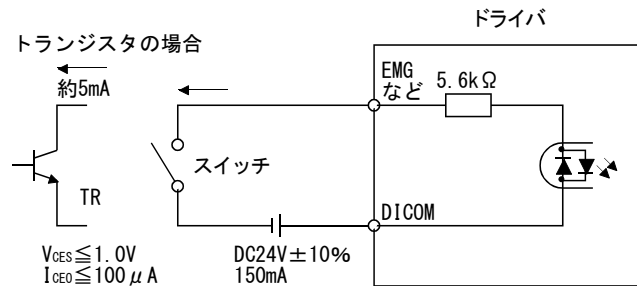 ドライバ
トランジスタの場合
約5mA
EMG
など
5.6kΩ
スイッチ
TR
DICOM
VCES≦1.0V
ICEO≦100μA
DC24V±10%
150mA